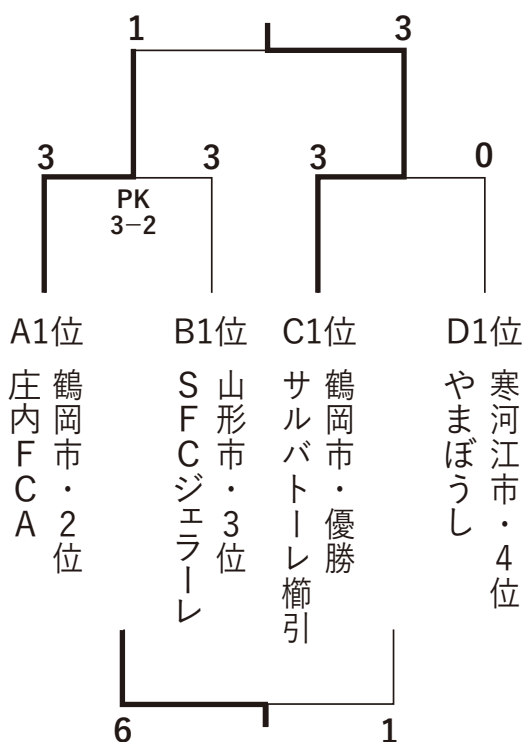 1
3
3
3
3
0
PK
3−2
A1位
B1位
C1位
D1位
鶴岡市・2位
庄内FCA
山形市・3位
SFCジェラーレ
鶴岡市・優勝
サルバトーレ櫛引
寒河江市・4位
やまぼうし
6
1